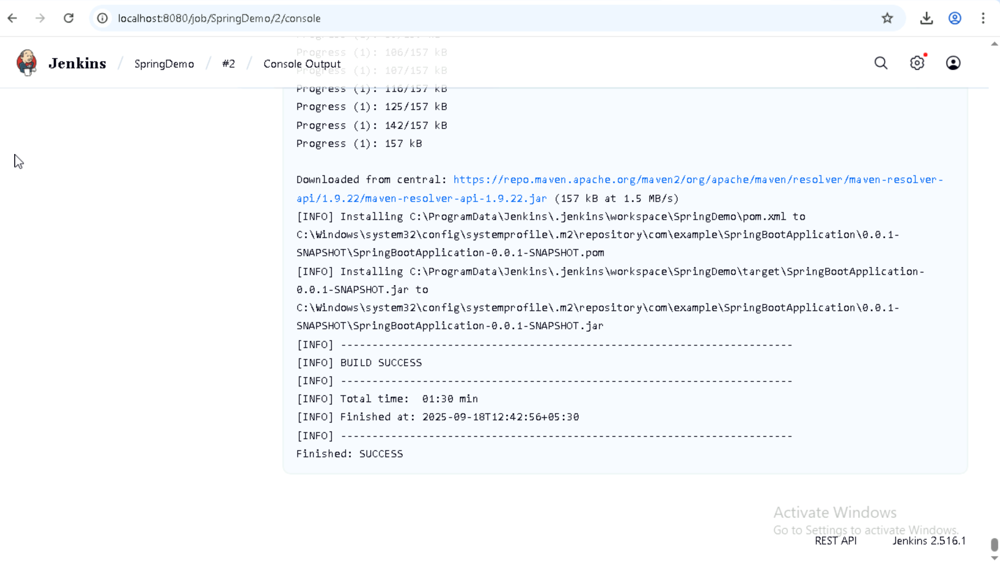 localhost:8080/job/SpringDemo/2/console
Progress (1): 106/157 kB
Jenkins / SpringDemo / #2 / Console Output
Progress (1): 107/157 kB
Progress (1): 116/157 kB
Progress (1): 125/157 kB
Progress (1): 142/157 kB
Progress (1): 157 kB
Downloaded from central: https://repo.maven.apache.org/maven2/org/apache/maven/resolver/maven-resolver-
api/1.9.22/maven-resolver-api-1.9.22.jar (157 kB at 1.5 MB/s)
[INFO] Installing C:\ProgramData\Jenkins\.jenkins\workspace\SpringDemo\pom.xml to
C:\Windows\system32\config\systemprofile\.m2\repository\com\example\SpringBootApplication\0.0.1-
SNAPSHOT\SpringBootApplication-0.0.1-SNAPSHOT.pom
[INFO] Installing C:\ProgramData\Jenkins\.jenkins\workspace\SpringDemo\target\SpringBootApplication-
0.0.1-SNAPSHOT.jar to
C:\Windows\system32\config\systemprofile\.m2\repository\com\example\SpringBootApplication\0.0.1-
SNAPSHOT\SpringBootApplication-0.0.1-SNAPSHOT.jar
[INFO] ------------------------------------------------------------------------
[INFO] BUILD SUCCESS
[INFO] ------------------------------------------------------------------------
[INFO] Total time:  01:30 min
[INFO] Finished at: 2025-09-18T12:42:56+05:30
[INFO] ------------------------------------------------------------------------
Finished: SUCCESS
Activate Windows
Go to Settings to activate Windows.
REST API
Jenkins 2.516.1